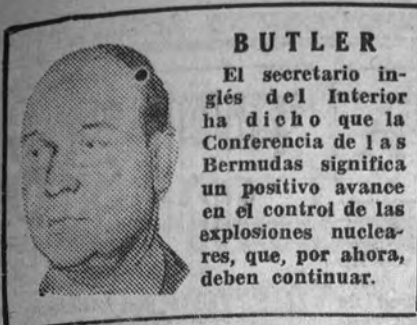 BUTLER
El secretario in-
glés del Interior
ha dicho que la
Conferencia de las
Bermudas significa
un positivo avance
en el control de las
explosiones nuclea-
res, que, por ahora,
deben continuar.